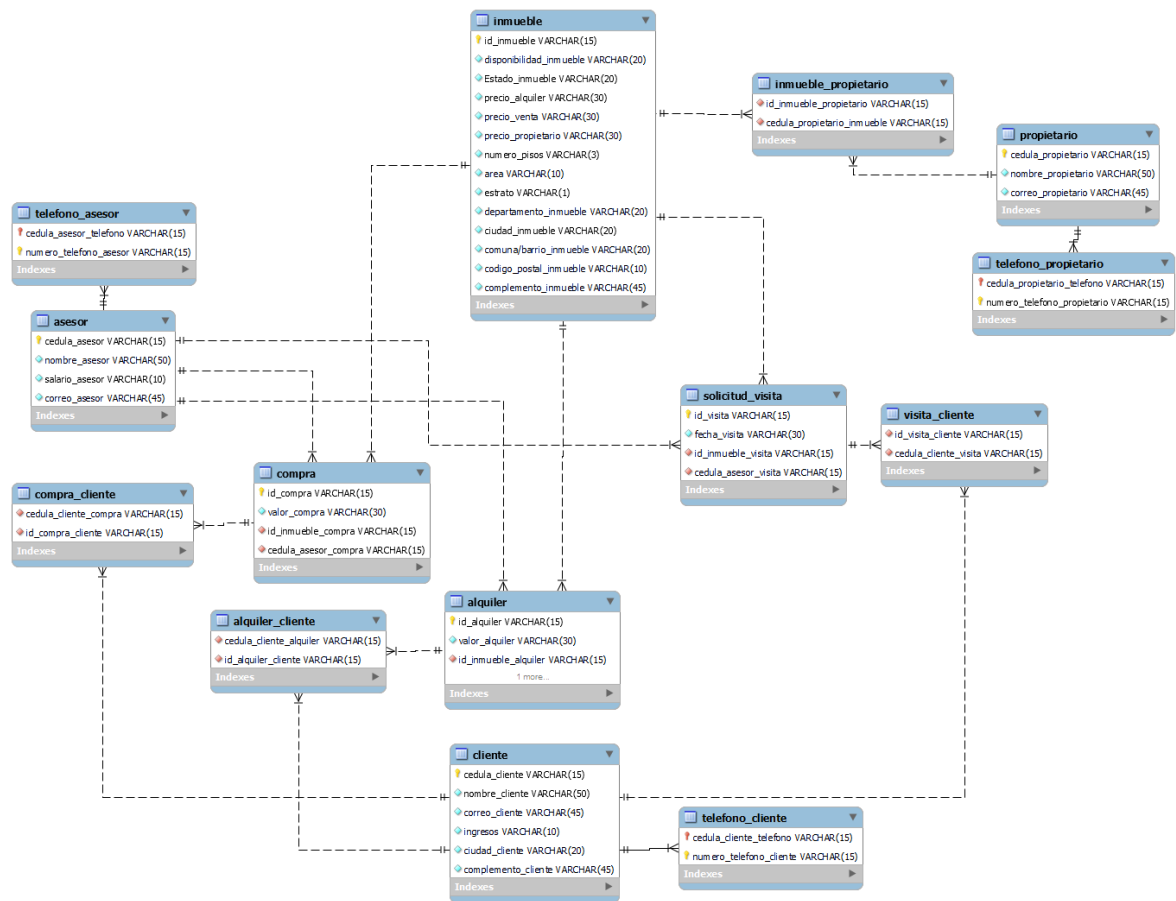 inmueble
id_inmueble VARCHAR(15)
disponibilidad_inmueble VARCHAR(20)
Estado_inmueble VARCHAR(20)
precio_alquiler VARCHAR(30)
precio_venta VARCHAR(30)
precio_propietario VARCHAR(30)
numero_pisos VARCHAR(3)
area VARCHAR(10)
estrato VARCHAR(1)
departamento_inmueble VARCHAR(20)
ciudad_inmueble VARCHAR(20)
comuna/barrio_inmueble VARCHAR(20)
codigo_postal_inmueble VARCHAR(10)
complemento_inmueble VARCHAR(45)
Indexes
inmueble_propietario
id_inmueble_propietario VARCHAR(15)
cedula_propietario_inmueble VARCHAR(15)
Indexes
propietario
cedula_propietario VARCHAR(15)
nombre_propietario VARCHAR(50)
correo_propietario VARCHAR(45)
Indexes
telefono_propietario
cedula_propietario_telefono VARCHAR(15)
numero_telefono_propietario VARCHAR(15)
Indexes
telefono_asesor
cedula_asesor_telefono VARCHAR(15)
numero_telefono_asesor VARCHAR(15)
Indexes
asesor
cedula_asesor VARCHAR(15)
nombre_asesor VARCHAR(50)
salario_asesor VARCHAR(10)
correo_asesor VARCHAR(45)
Indexes
solicitud_visita
id_visita VARCHAR(15)
fecha_visita VARCHAR(30)
id_inmueble_visita VARCHAR(15)
cedula_asesor_visita VARCHAR(15)
Indexes
visita_cliente
id_visita_cliente VARCHAR(15)
cedula_cliente_visita VARCHAR(15)
Indexes
compra
id_compra VARCHAR(15)
valor_compra VARCHAR(30)
id_inmueble_compra VARCHAR(15)
cedula_asesor_compra VARCHAR(15)
Indexes
compra_cliente
cedula_cliente_compra VARCHAR(15)
id_compra_cliente VARCHAR(15)
Indexes
alquiler_cliente
cedula_cliente_alquiler VARCHAR(15)
id_alquiler_cliente VARCHAR(15)
Indexes
alquiler
id_alquiler VARCHAR(15)
valor_alquiler VARCHAR(30)
id_inmueble_alquiler VARCHAR(15)
1 more...
Indexes
cliente
cedula_cliente VARCHAR(15)
nombre_cliente VARCHAR(50)
correo_cliente VARCHAR(45)
ingresos VARCHAR(10)
ciudad_cliente VARCHAR(20)
complemento_cliente VARCHAR(45)
Indexes
telefono_cliente
cedula_cliente_telefono VARCHAR(15)
numero_telefono_cliente VARCHAR(15)
Indexes